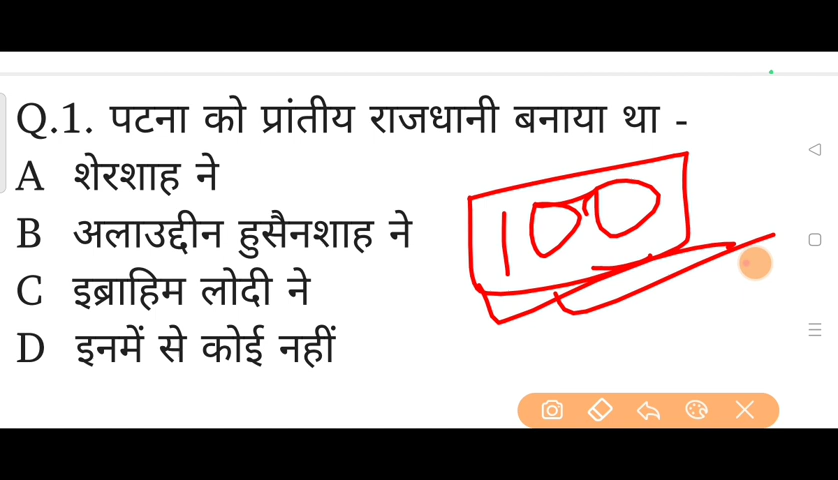 Q.1. पटना को प्रांतीय राजधानी बनाया था -
A शेरशाह ने
B अलाउद्दीन हुसैनशाह ने
C इब्राहिम लोदी ने
D इनमें से कोई नहीं
100